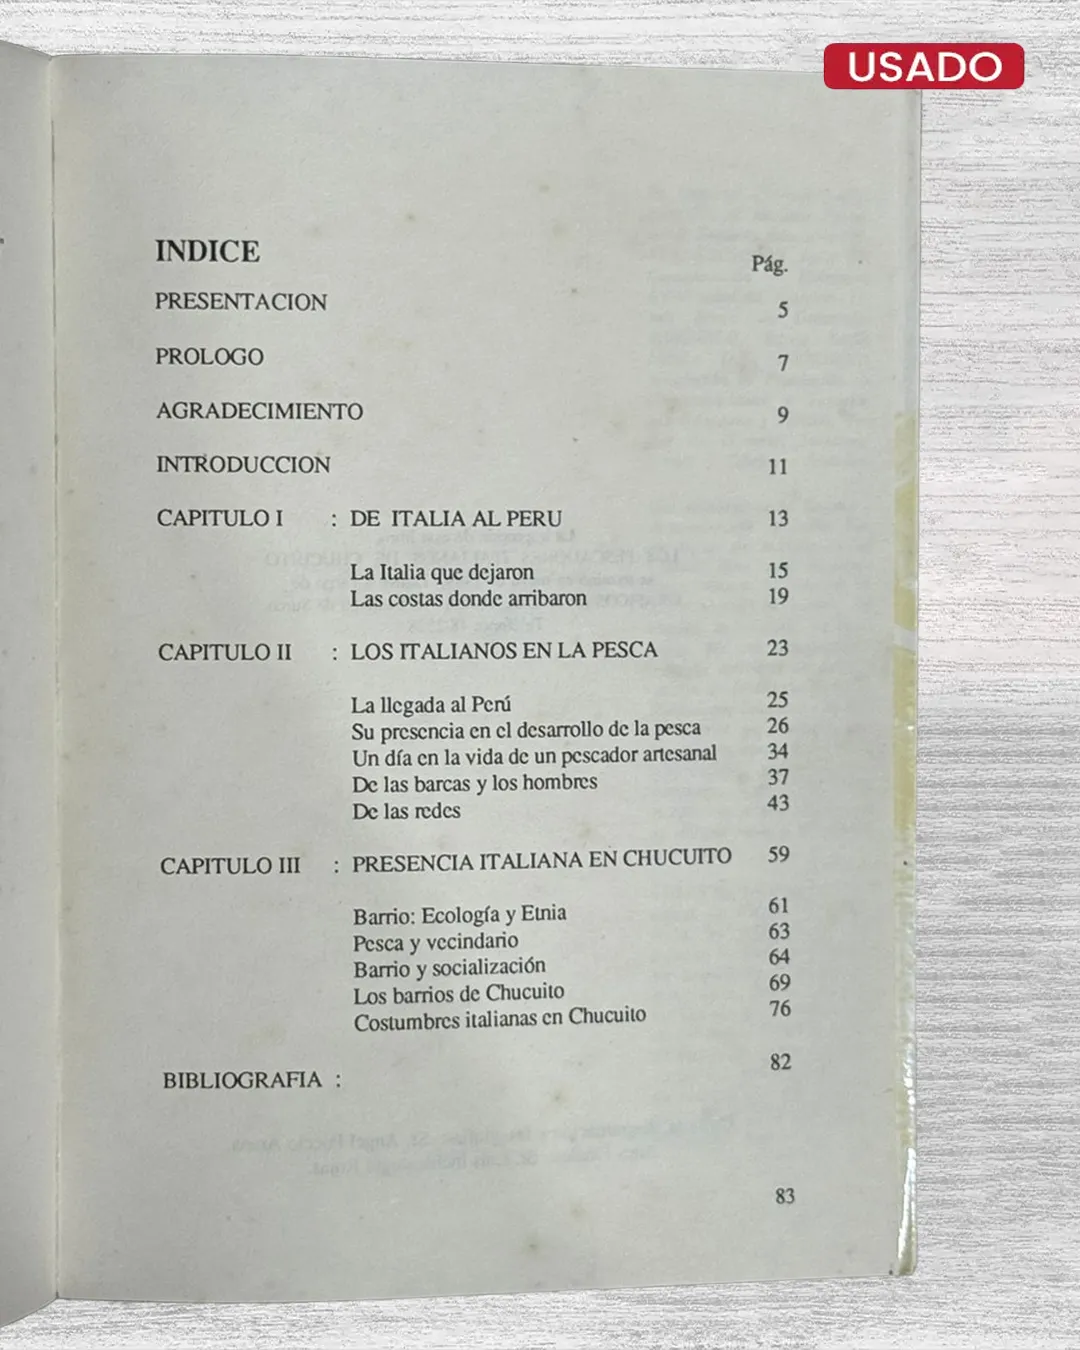 USADO
INDICE
Pág.
PRESENTACION 5
PROLOGO 7
AGRADECIMIENTO 9
INTRODUCCION 11
CAPITULO I : DE ITALIA AL PERU 13
La Italia que dejaron 15
Las costas donde arribaron 19
CAPITULO II : LOS ITALIANOS EN LA PESCA 23
La llegada al Perú 25
Su presencia en el desarrollo de la pesca 26
Un día en la vida de un pescador artesanal 34
De las barcas y los hombres 37
De las redes 43
CAPITULO III : PRESENCIA ITALIANA EN CHUCUITO 59
Barrio: Ecología y Etnia 61
Pesca y vecindario 63
Barrio y socialización 64
Los barrios de Chucuito 69
Costumbres italianas en Chucuito 76
BIBLIOGRAFIA : 82
83